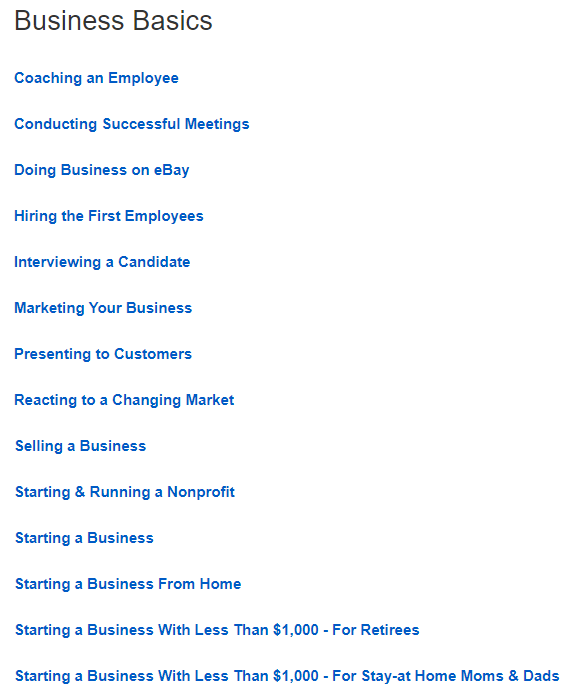 Business Basics
Coaching an Employee
Conducting Successful Meetings
Doing Business on eBay
Hiring the First Employees
Interviewing a Candidate
Marketing Your Business
Presenting to Customers
Reacting to a Changing Market
Selling a Business
Starting & Running a Nonprofit
Starting a Business
Starting a Business From Home
Starting a Business With Less Than $1,000 - For Retirees
Starting a Business With Less Than $1,000 - For Stay-at Home Moms & Dads